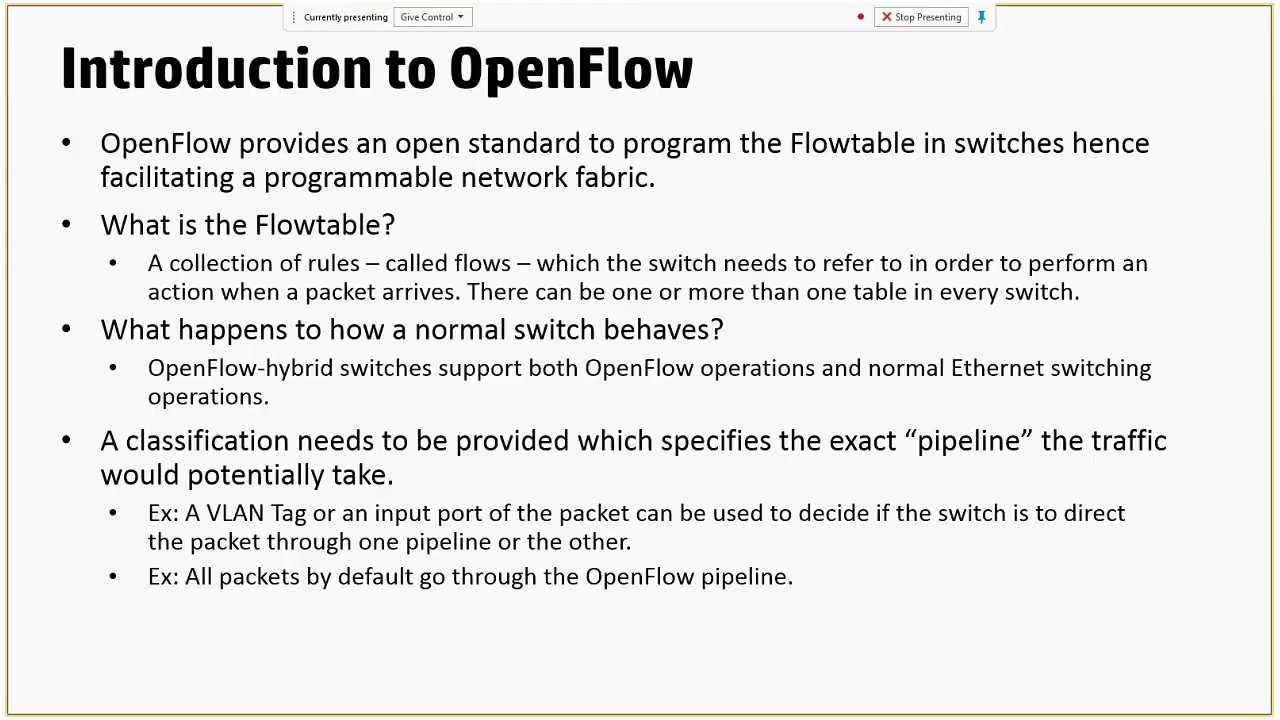 Currently presenting Give Control Stop Presenting
Introduction to OpenFlow
• OpenFlow provides an open standard to program the Flowtable in switches hence
facilitating a programmable network fabric.
• What is the Flowtable?
• A collection of rules – called flows – which the switch needs to refer to in order to perform an
action when a packet arrives. There can be one or more than one table in every switch.
• What happens to how a normal switch behaves?
• OpenFlow-hybrid switches support both OpenFlow operations and normal Ethernet switching
operations.
• A classification needs to be provided which specifies the exact “pipeline” the traffic
would potentially take.
• Ex: A VLAN Tag or an input port of the packet can be used to decide if the switch is to direct
the packet through one pipeline or the other.
• Ex: All packets by default go through the OpenFlow pipeline.